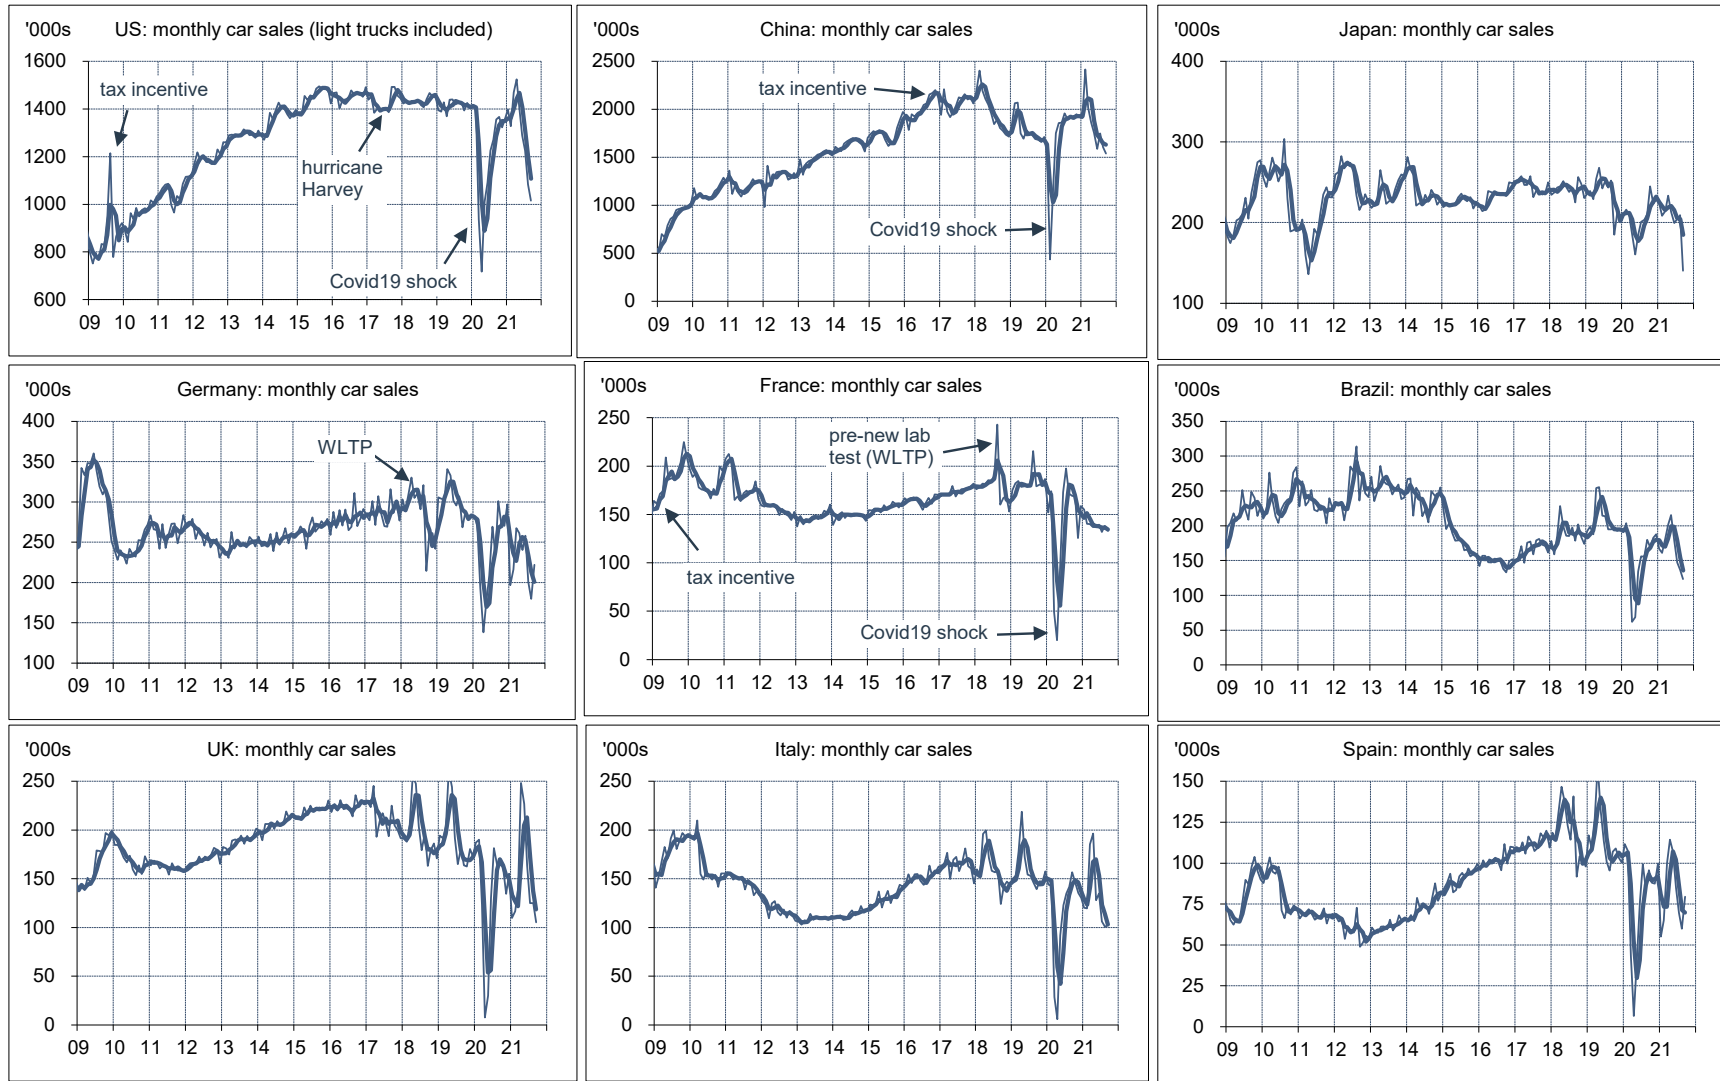 '000s US: monthly car sales (light trucks included)
1600
1400
1200
1000
800
600
tax incentive
hurricane
Harvey
Covid19 shock
09 10 11 12 13 14 15 16 17 18 19 20 21
'000s China: monthly car sales
2500
2000
1500
1000
500
0
tax incentive
Covid19 shock
09 10 11 12 13 14 15 16 17 18 19 20 21
'000s Japan: monthly car sales
400
300
200
100
09 10 11 12 13 14 15 16 17 18 19 20 21
'000s Germany: monthly car sales
400
350
300
250
200
150
100
WLTP
09 10 11 12 13 14 15 16 17 18 19 20 21
'000s France: monthly car sales
250
200
150
100
50
0
pre-new lab
test (WLTP)
tax incentive
Covid19 shock
09 10 11 12 13 14 15 16 17 18 19 20 21
'000s Brazil: monthly car sales
350
300
250
200
150
100
50
0
09 10 11 12 13 14 15 16 17 18 19 20 21
'000s UK: monthly car sales
250
200
150
100
50
0
09 10 11 12 13 14 15 16 17 18 19 20 21
'000s Italy: monthly car sales
250
200
150
100
50
0
09 10 11 12 13 14 15 16 17 18 19 20 21
'000s Spain: monthly car sales
150
125
100
75
50
25
0
09 10 11 12 13 14 15 16 17 18 19 20 21